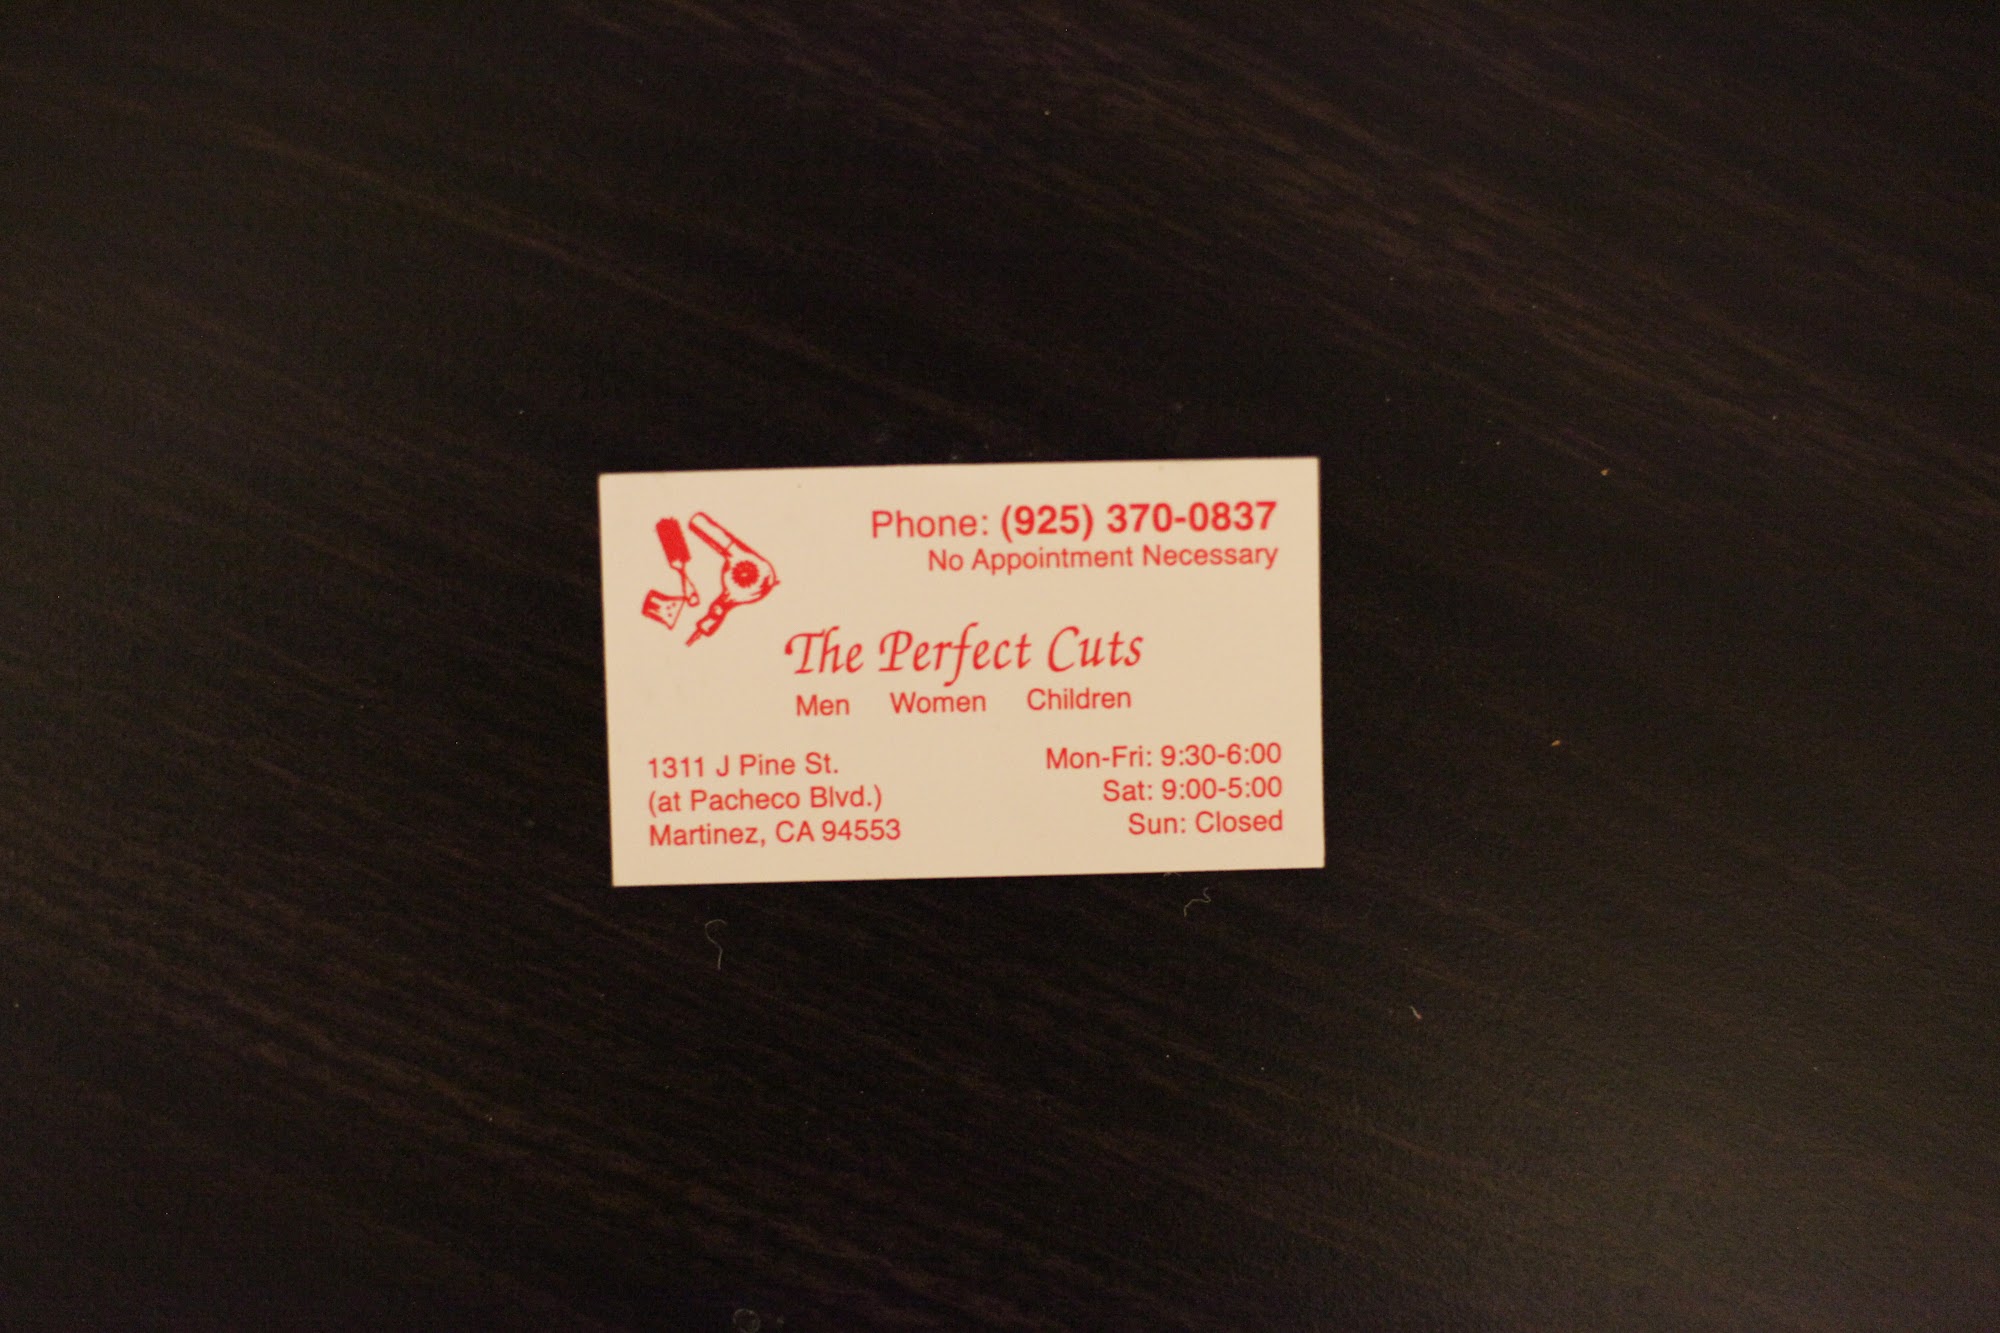 Phone: (925) 370-0837
No Appointment Necessary
The Perfect Cuts
Men Women Children
1311 J Pine St.
(at Pacheco Blvd.)
Martinez, CA 94553
Mon-Fri: 9:30-6:00
Sat: 9:00-5:00
Sun: Closed